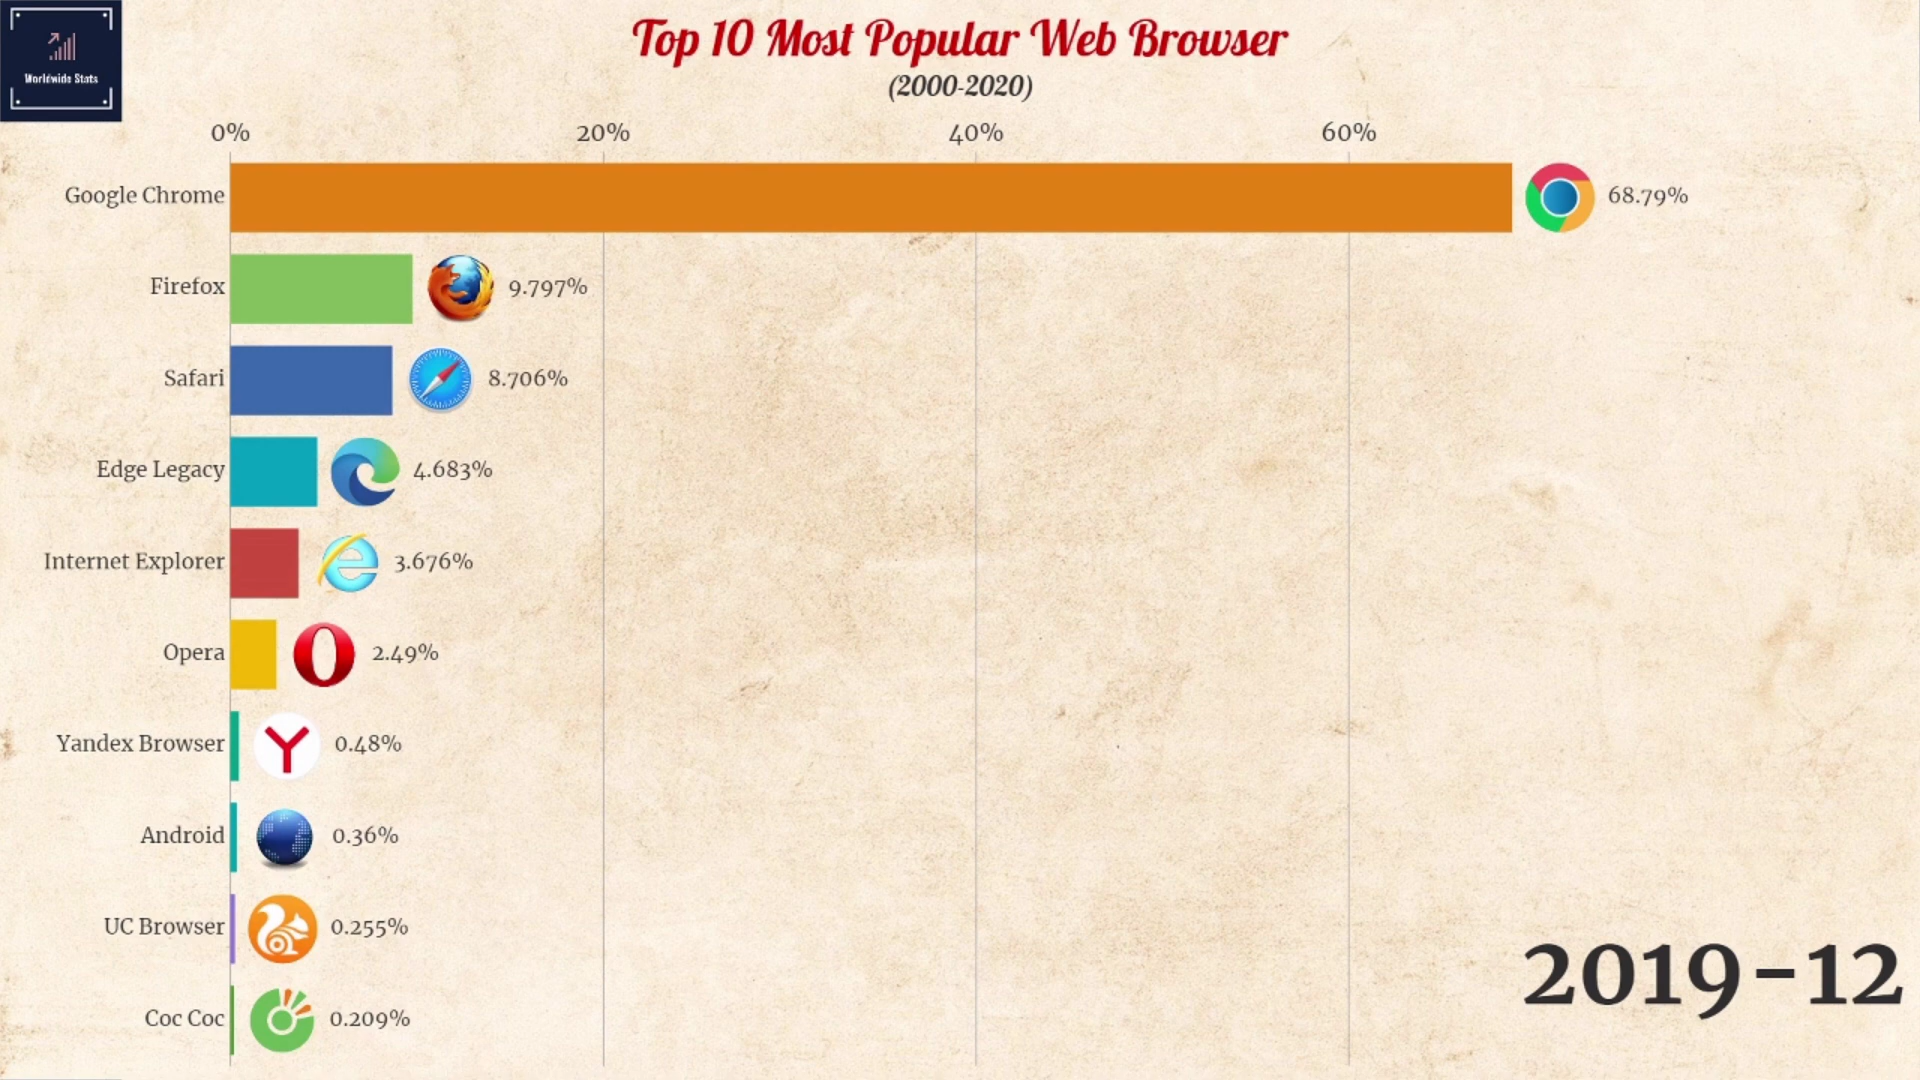 Worldwide Stats
Top 10 Most Popular Web Browser
(2000-2020)
0% 20% 40% 60%
Google Chrome 68.79%
Firefox 9.797%
Safari 8.706%
Edge Legacy 4.683%
Internet Explorer 3.676%
Opera 2.49%
Yandex Browser 0.48%
Android 0.36%
UC Browser 0.255%
Coc Coc 0.209%
2019-12